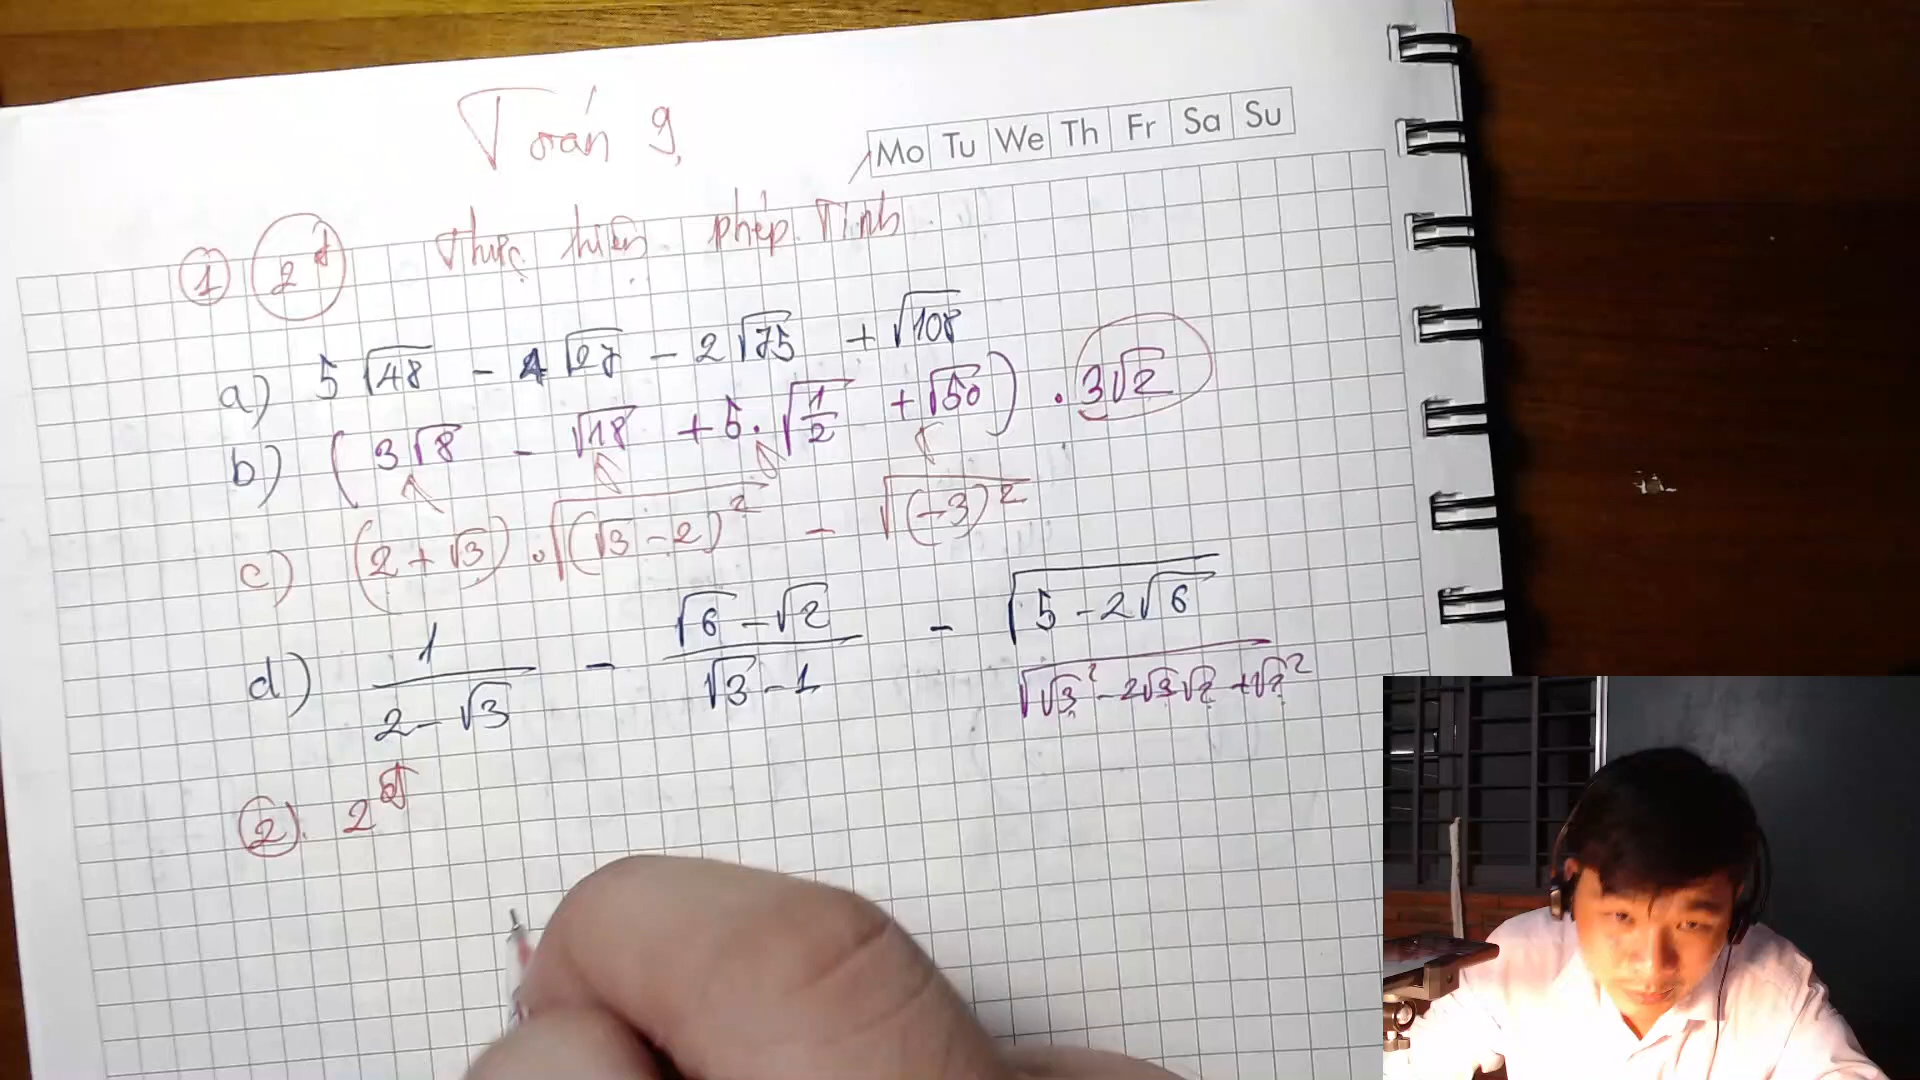 Toán 9
Mo Tu We Th Fr Sa Su
① 2đ Thực hiện phép Tính
a) 5√48 - 4√27 - 2√75 + √108
b) (3√8 - √18 + 5.√(1/2) + √50) . 3√2
c) (2+√3).√((√3-2)²) - √((-3)²)
d) 1/(2-√3) - (√6-√2)/(√3-1) - √(5-2√6)
√(√3² - 2√3√2 + √2²)
②. 2đ